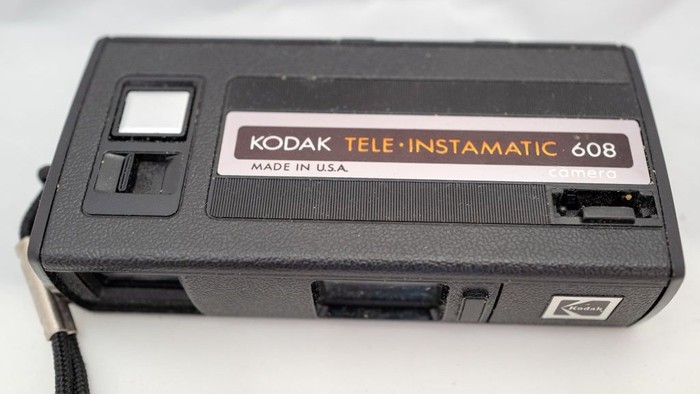 KODAK TELE·INSTAMATIC 608
MADE IN U.S.A.
camera
Kodak